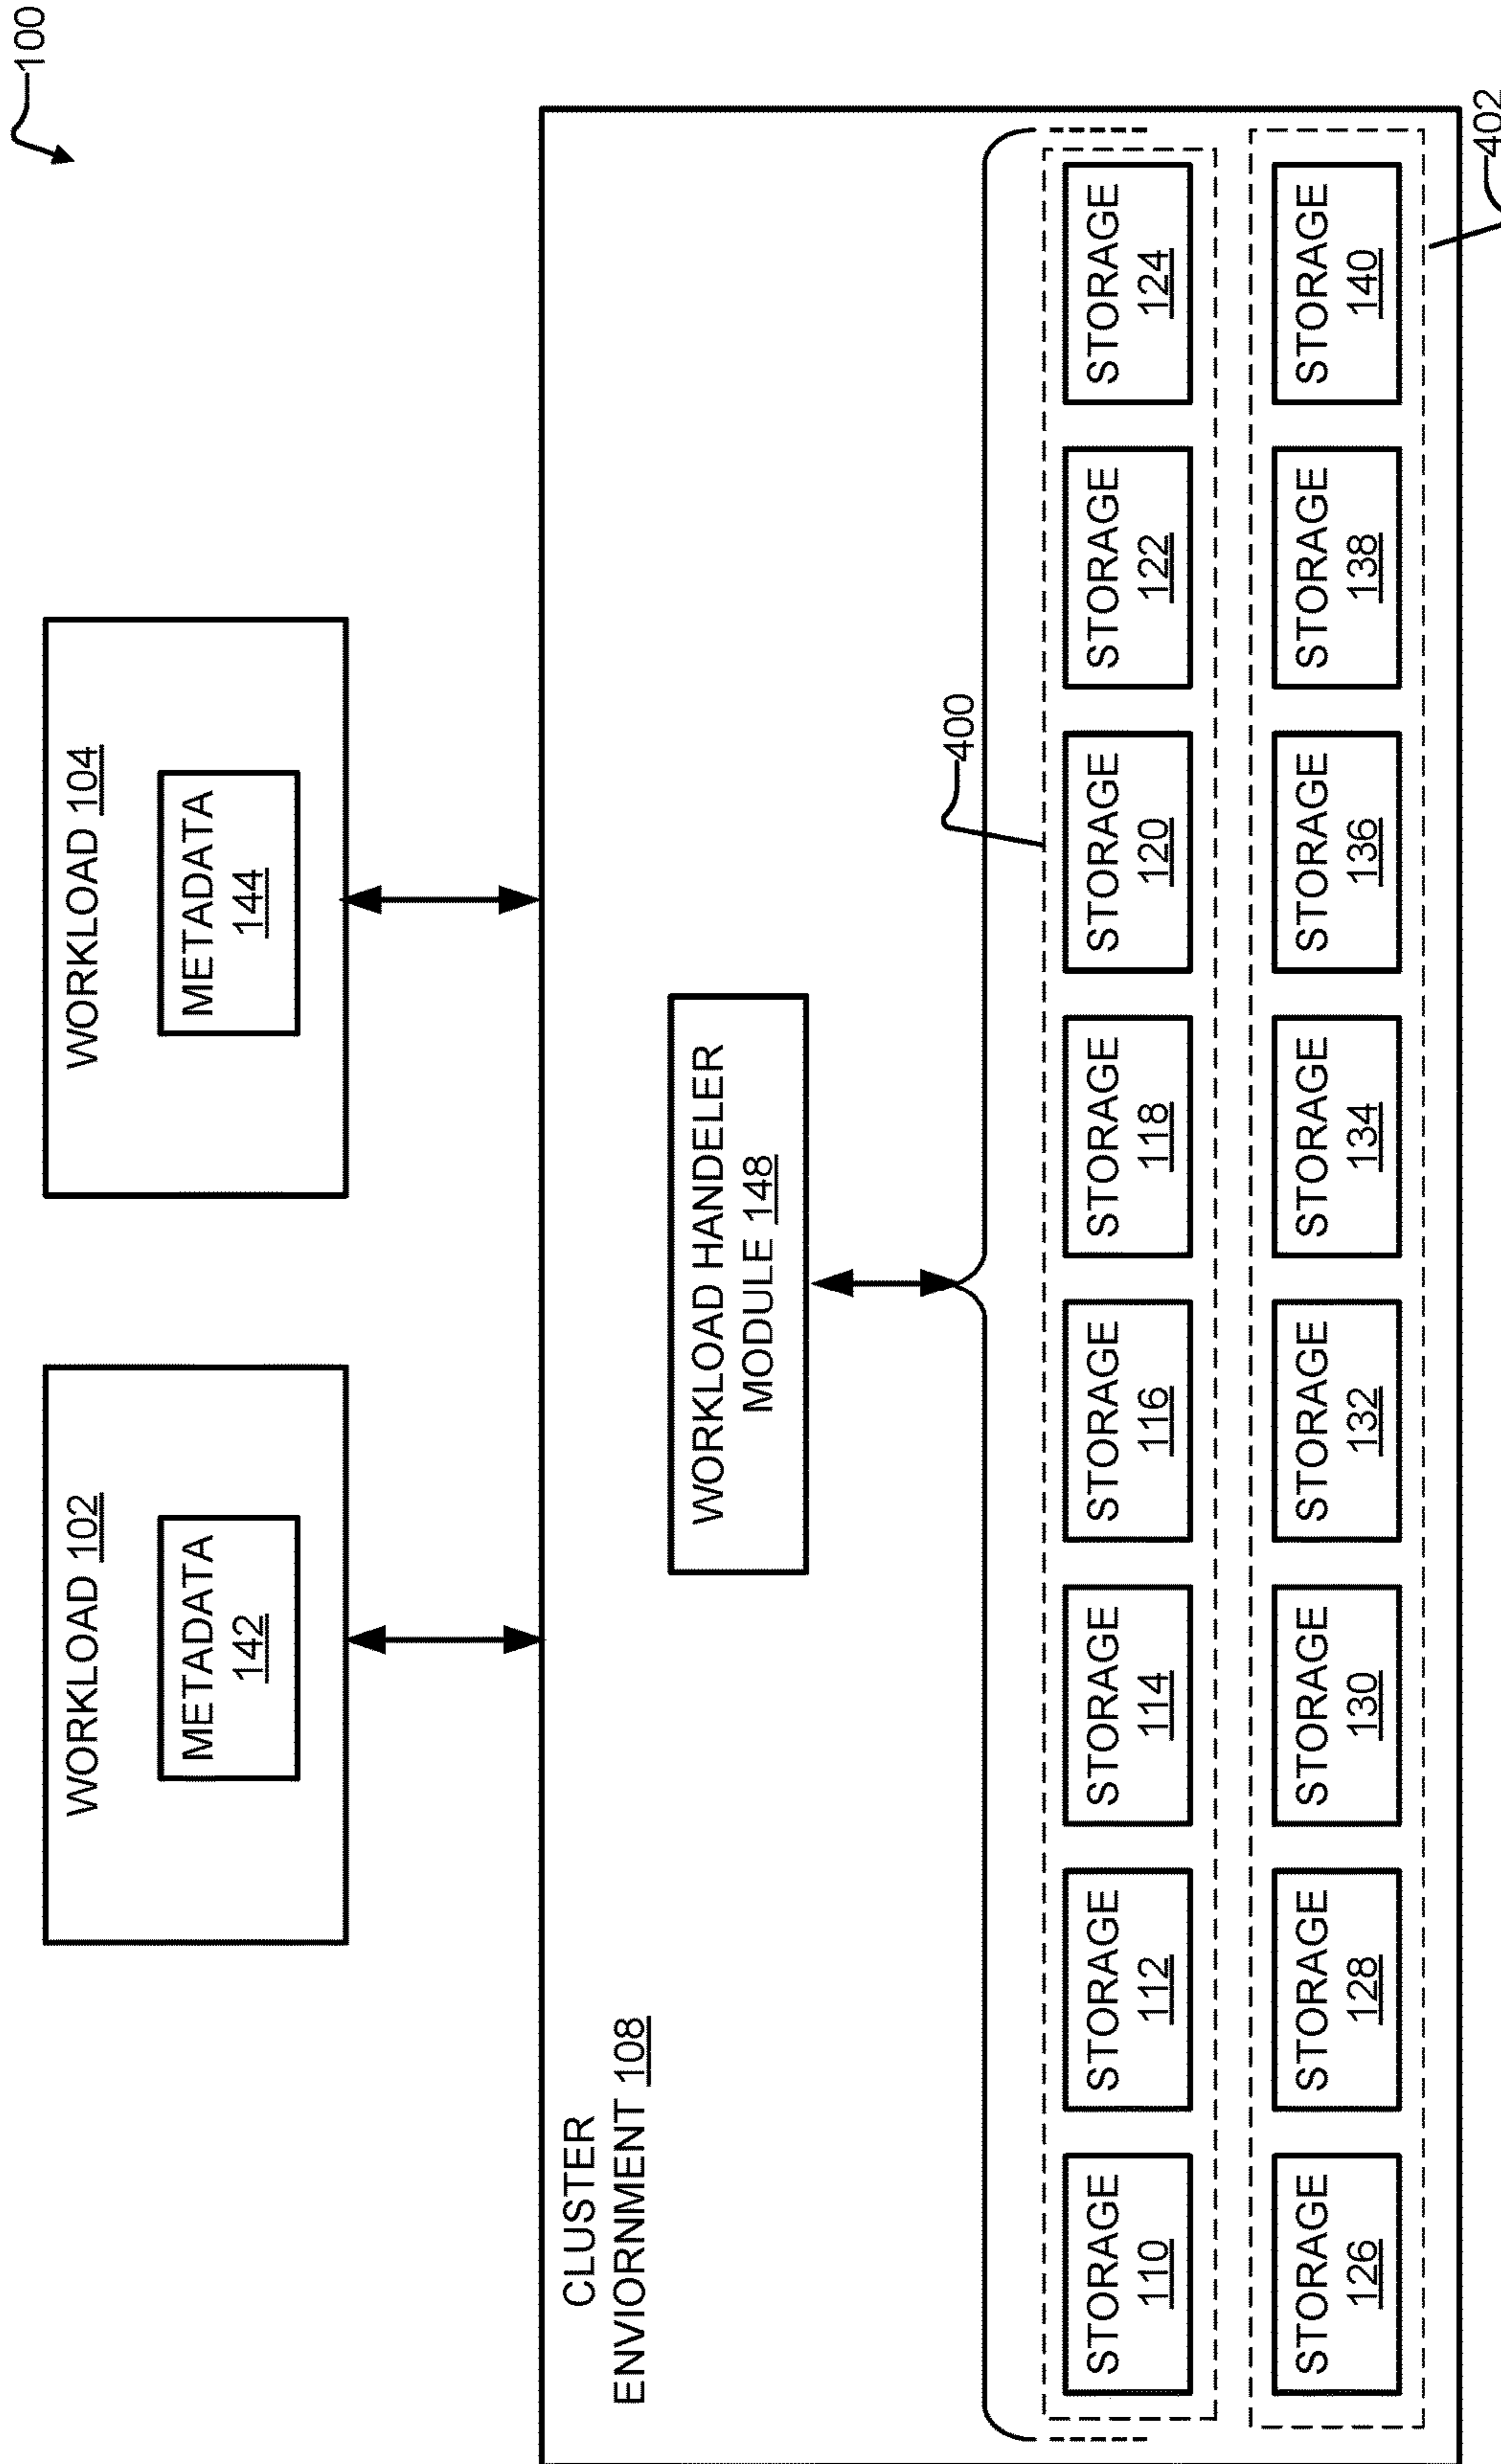 100
WORKLOAD 102
METADATA
142
WORKLOAD 104
METADATA
144
CLUSTER
ENVIORNMENT 108
WORKLOAD HANDELER
MODULE 148
400
STORAGE
110
STORAGE
112
STORAGE
114
STORAGE
116
STORAGE
118
STORAGE
120
STORAGE
122
STORAGE
124
STORAGE
126
STORAGE
128
STORAGE
130
STORAGE
132
STORAGE
134
STORAGE
136
STORAGE
138
STORAGE
140
402